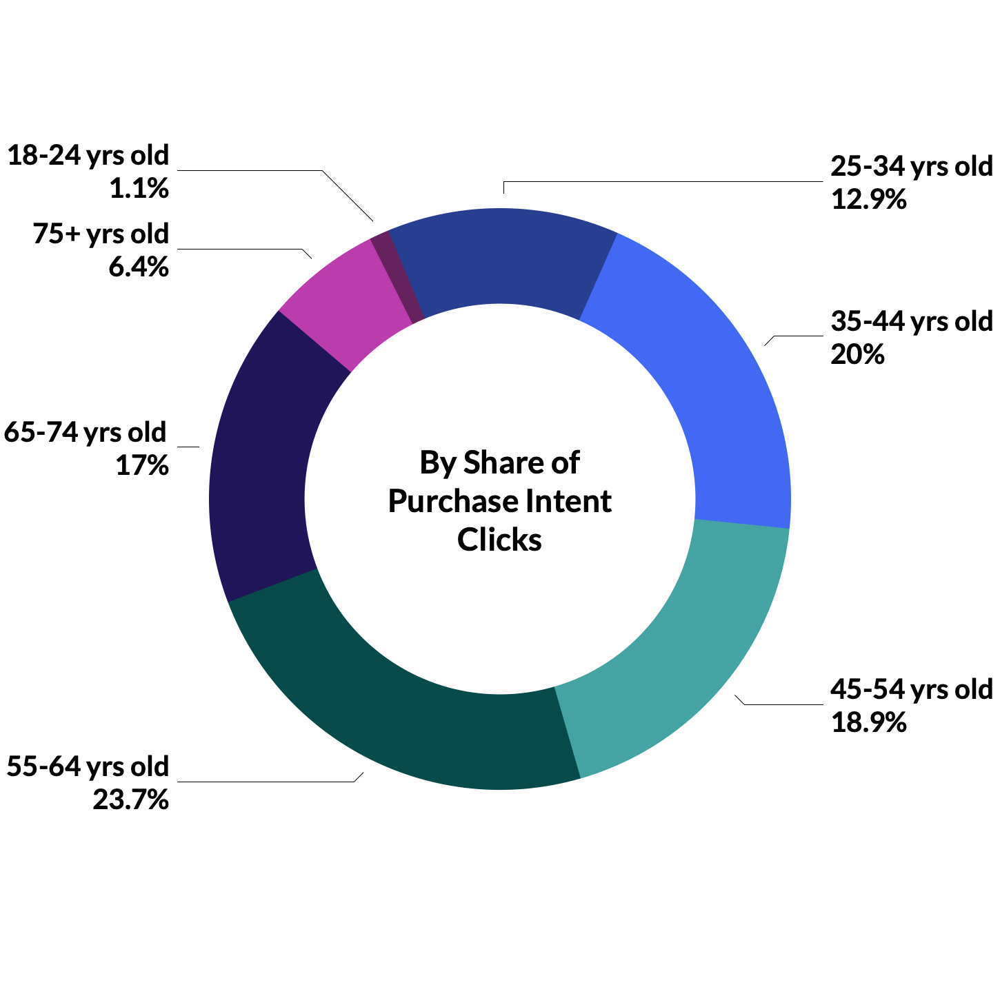 18-24 yrs old
1.1%
75+ yrs old
6.4%
65-74 yrs old
17%
55-64 yrs old
23.7%
By Share of
Purchase Intent
Clicks
25-34 yrs old
12.9%
35-44 yrs old
20%
45-54 yrs old
18.9%